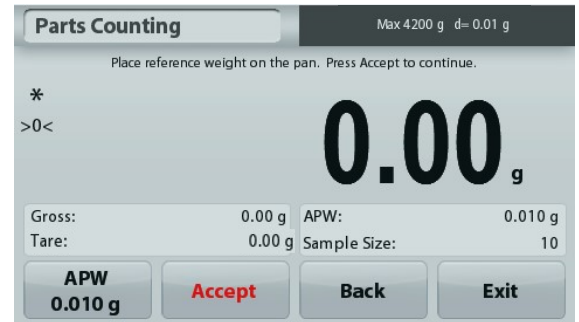 Parts Counting
Max 4200 g d= 0.01 g
Place reference weight on the pan. Press Accept to continue.
*
>0<
0.00 g
Gross: 0.00 g
Tare: 0.00 g
APW: 0.010 g
Sample Size: 10
APW
0.010 g
Accept
Back
Exit